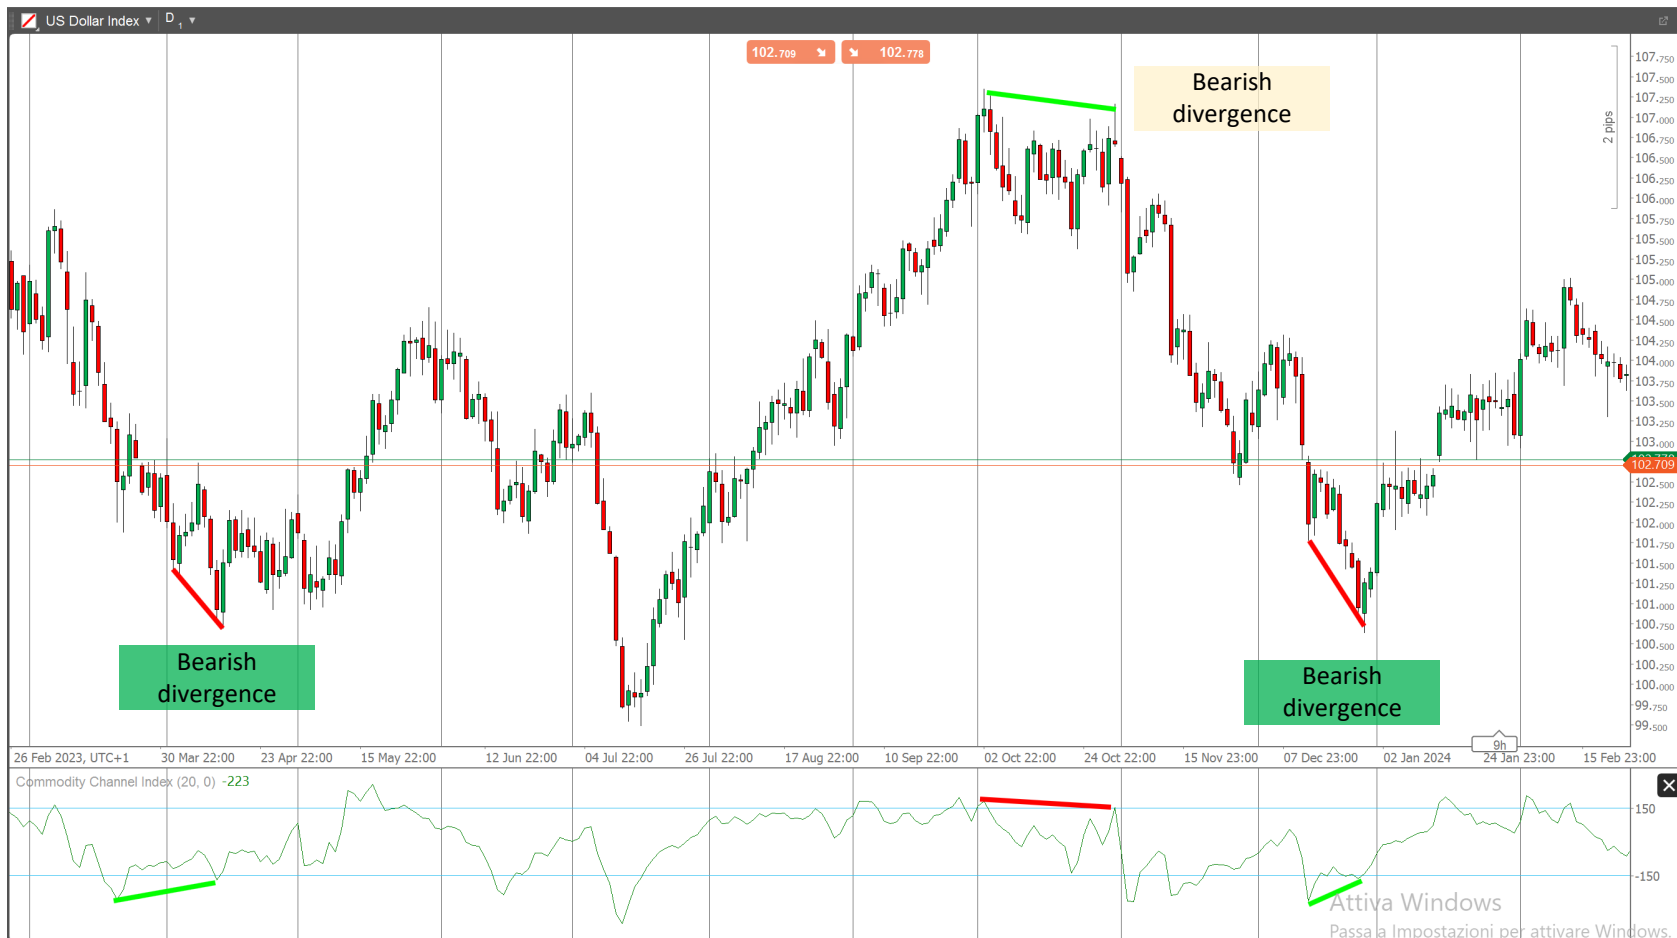 US Dollar Index
D 1
102.709
102.778
Bearish
divergence
2 pips
107.750
107.500
107.250
107.000
106.750
106.500
106.250
106.000
105.750
105.500
105.250
105.000
104.750
104.500
104.250
104.000
103.750
103.500
103.250
103.000
102.709
102.500
102.250
102.000
101.750
101.500
101.250
101.000
100.750
100.500
100.250
100.000
99.750
99.500
Bearish
divergence
Bearish
divergence
9h
26 Feb 2023, UTC+1 30 Mar 22:00 23 Apr 22:00 15 May 22:00 12 Jun 22:00 04 Jul 22:00 26 Jul 22:00 17 Aug 22:00 10 Sep 22:00 02 Oct 22:00 24 Oct 22:00 15 Nov 23:00 07 Dec 23:00 02 Jan 2024 24 Jan 23:00 15 Feb 23:00
Commodity Channel Index (20, 0) -223
150
-150
Attiva Windows
Passa a Impostazioni per attivare Windows.